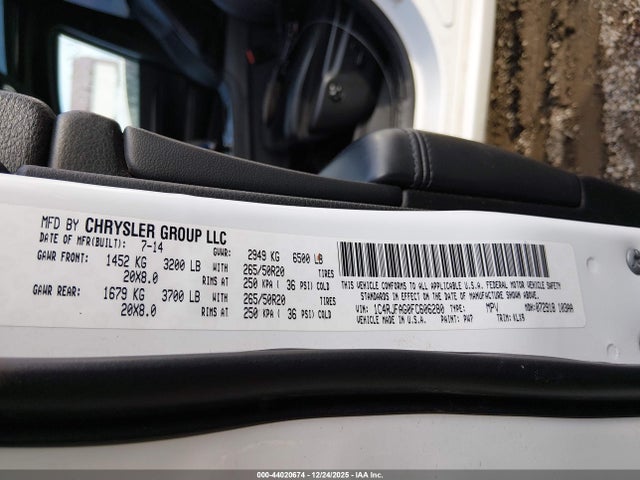 MFD BY CHRYSLER GROUP LLC
DATE OF MFR(BUILT): 7-14 GVWR: 2949 KG 6500 LB
GAWR FRONT: 1452 KG 3200 LB WITH 265/50R20 TIRES
20X8.0 RIMS AT 250 KPA ( 36 PSI) COLD
GAWR REAR: 1679 KG 3700 LB WITH 265/50R20 TIRES
20X8.0 RIMS AT 250 KPA ( 36 PSI) COLD
THIS VEHICLE CONFORMS TO ALL APPLICABLE U.S.A. FEDERAL MOTOR VEHICLE SAFETY
STANDARDS IN EFFECT ON THE DATE OF MANUFACTURE SHOWN ABOVE.
VIN: 1C4RJFAG0FC606280 TYPE: MPV MDH:072918 103AA
VEHICLE MADE IN U.S.A. PAINT: PW7 TRIM:
000-44020674 | 12/24/2025 - IAA Inc.